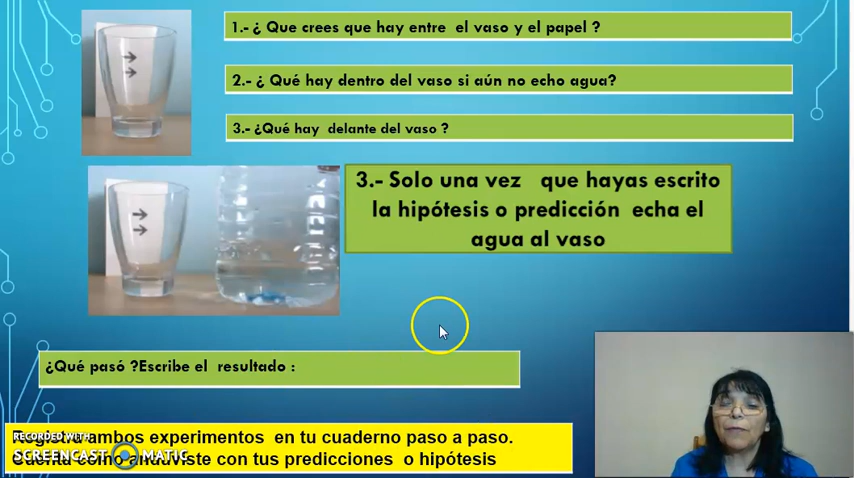 1.- ¿ Que crees que hay entre el vaso y el papel ?
2.- ¿ Qué hay dentro del vaso si aún no echo agua?
3.- ¿Qué hay delante del vaso ?
3.- Solo una vez que hayas escrito
la hipótesis o predicción echa el
agua al vaso
¿Qué pasó ?Escribe el resultado :
ambos experimentos en tu cuaderno paso a paso.
con tus predicciones o hipótesis
RECORDED WITH
SCREENCAST MATIC